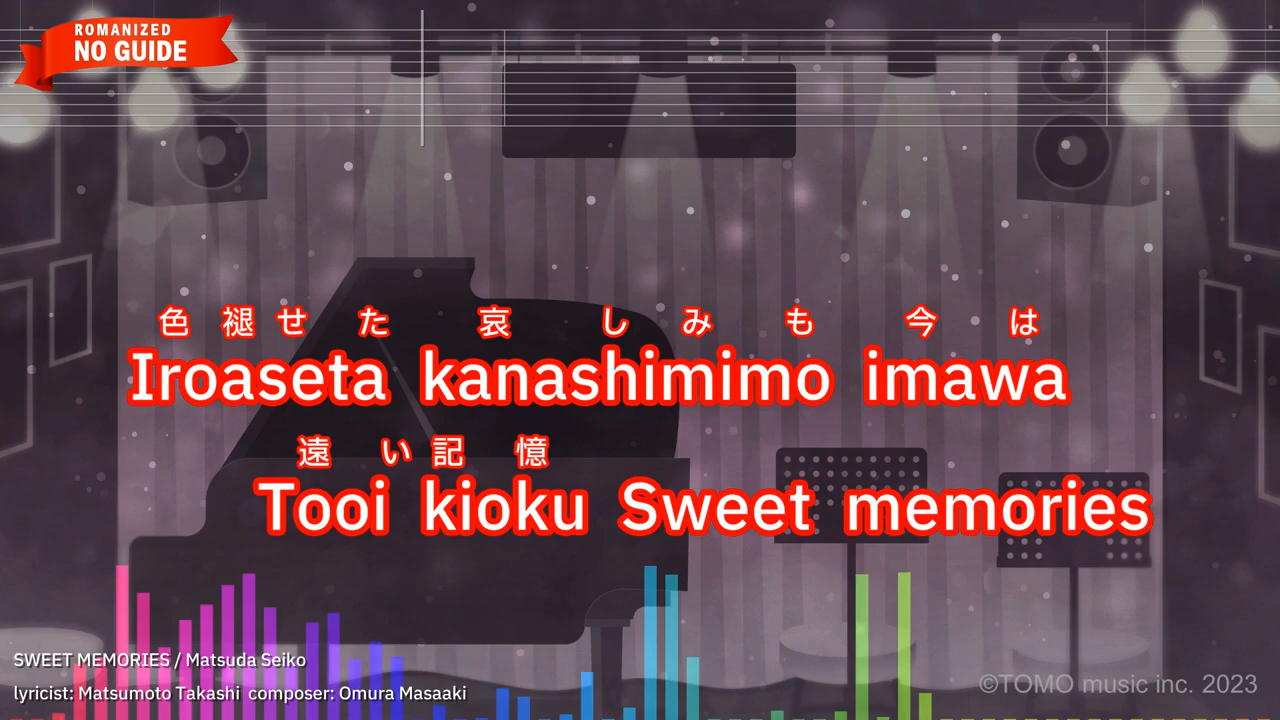 ROMANIZED
NO GUIDE
色褪せた哀しみも今は
Iroaseta kanashimimo imawa
遠い記憶
Tooi kioku Sweet memories
SWEET MEMORIES / Matsuda Seiko
lyricist: Matsumoto Takashi composer: Omura Masaaki
©TOMO music inc. 2023